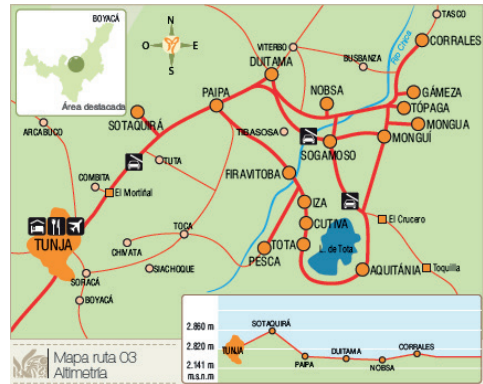 BOYACÁ
Área destacada
N
O
E
S
TASCO
Río Chica
CORRALES
VITERBO
BUSBANZA
DUITAMA
NOBSA
GÁMEZA
TÓPAGA
MONGUA
MONGUÍ
PAIPA
SOTAQUIRÁ
ARCABUCO
TIBASOSA
SOGAMOSO
TUTA
COMBITA
El Mortiñal
FIRAVITOBA
IZA
CUTIVA
L. de Tota
TOTA
PESCA
El Crucero
Toquilla
AQUITÁNIA
TUNJA
TOCA
CHIVATA
SIACHOQUE
SORACÁ
BOYACÁ
Mapa ruta 03
Altimetría
2.860 m
2.820 m
2.141 m
m.s.n.m.
TUNJA
SOTAQUIRÁ
PAIPA
DUITAMA
NOBSA
CORRALES